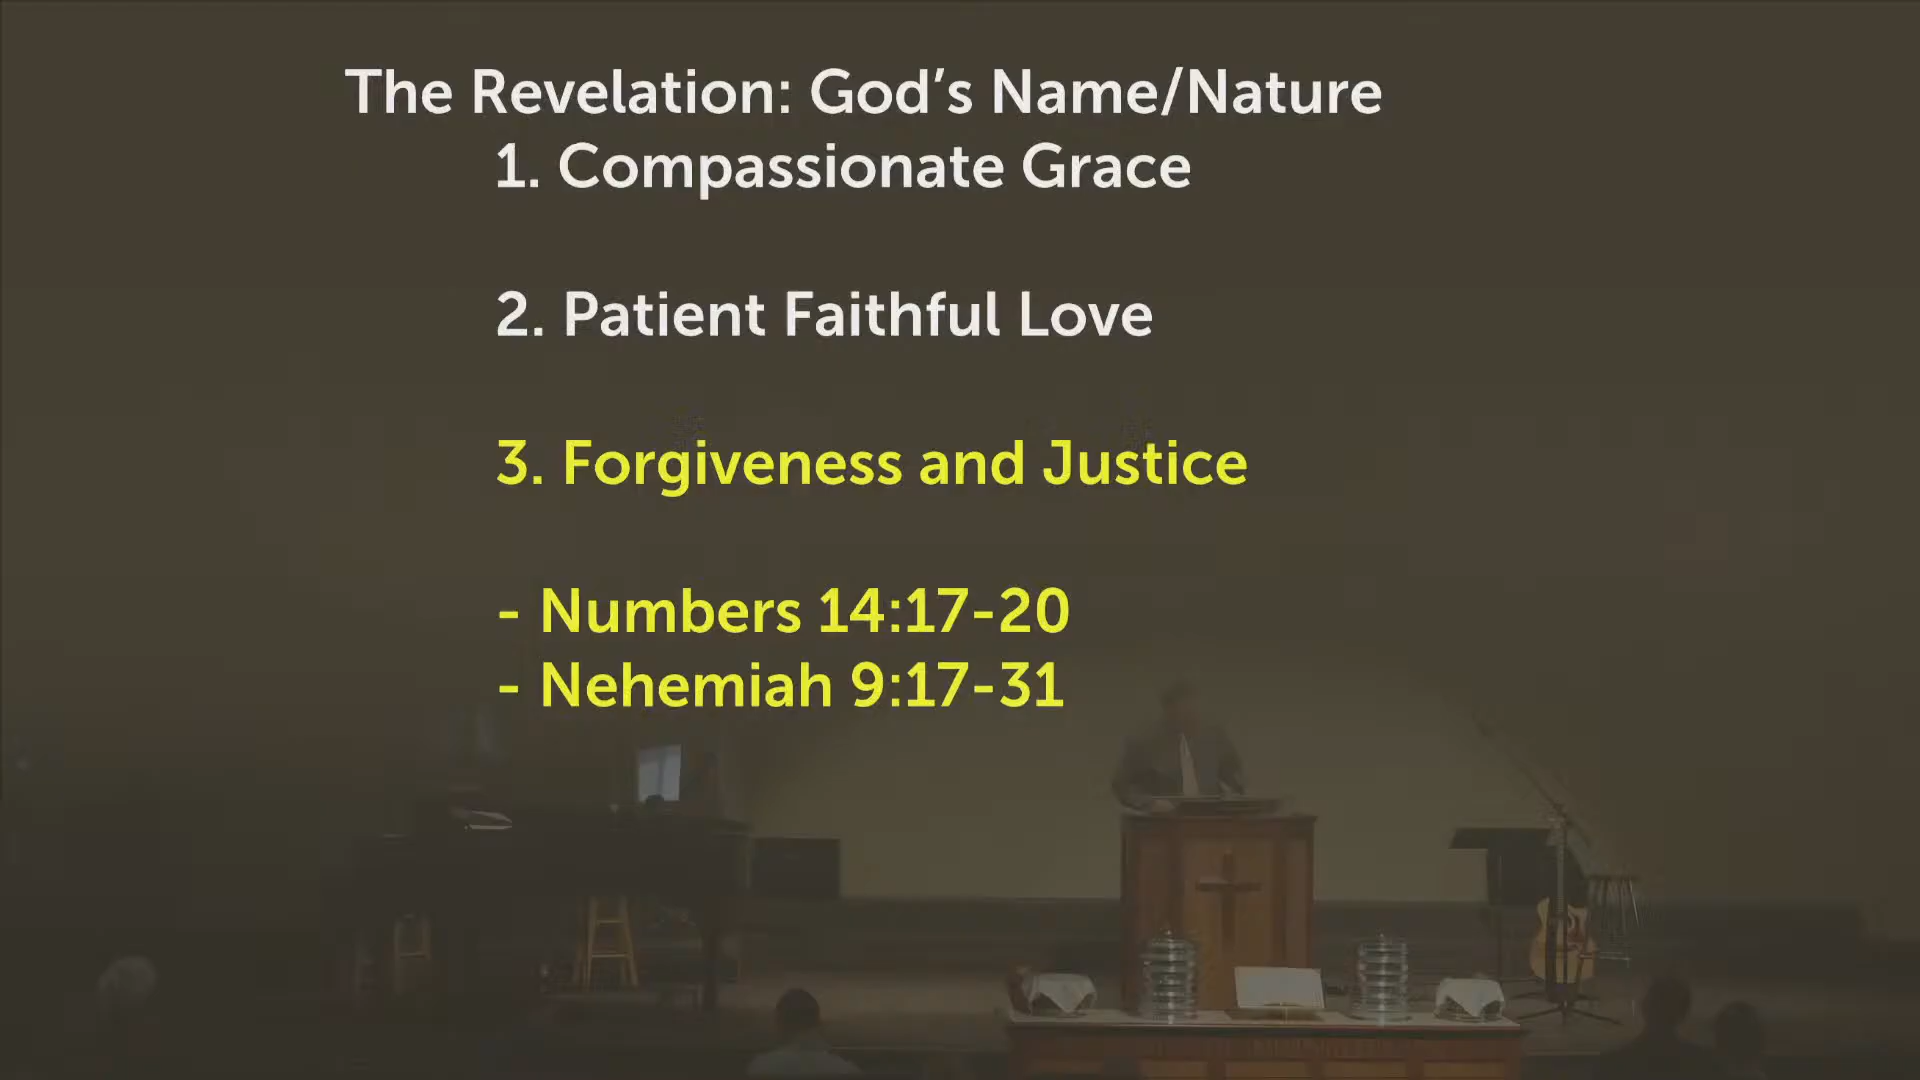 The Revelation: God’s Name/Nature
1. Compassionate Grace
2. Patient Faithful Love
3. Forgiveness and Justice
- Numbers 14:17-20
- Nehemiah 9:17-31